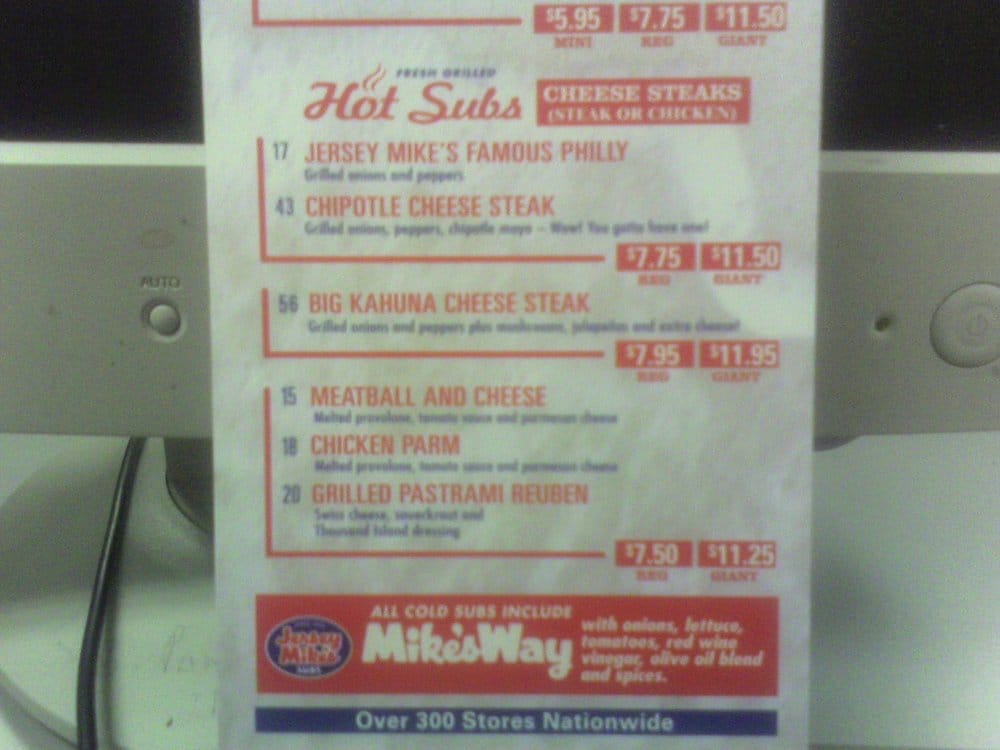 $5.95 $7.75 $11.50
MINI REG GIANT
FRESH GRILLED
Hot Subs
CHEESE STEAKS
(STEAK OR CHICKEN)
17 JERSEY MIKE'S FAMOUS PHILLY
Grilled onions and peppers
43 CHIPOTLE CHEESE STEAK
Grilled onions, peppers, chipotle mayo – Wow! You gotta have one!
$7.75 $11.50
REG GIANT
56 BIG KAHUNA CHEESE STEAK
Grilled onions and peppers plus mushrooms, jalapeños and extra cheese!
$7.95 $11.95
REG GIANT
15 MEATBALL AND CHEESE
Melted provolone, tomato sauce and parmesan cheese
18 CHICKEN PARM
Melted provolone, tomato sauce and parmesan cheese
20 GRILLED PASTRAMI REUBEN
Swiss cheese, sauerkraut and
Thousand Island dressing
$7.50 $11.25
REG GIANT
ALL COLD SUBS INCLUDE
Mike's Way
with onions, lettuce,
tomatoes, red wine
vinegar, olive oil blend
and spices.
Jersey
Mike's
SUBS
Over 300 Stores Nationwide
AUTO